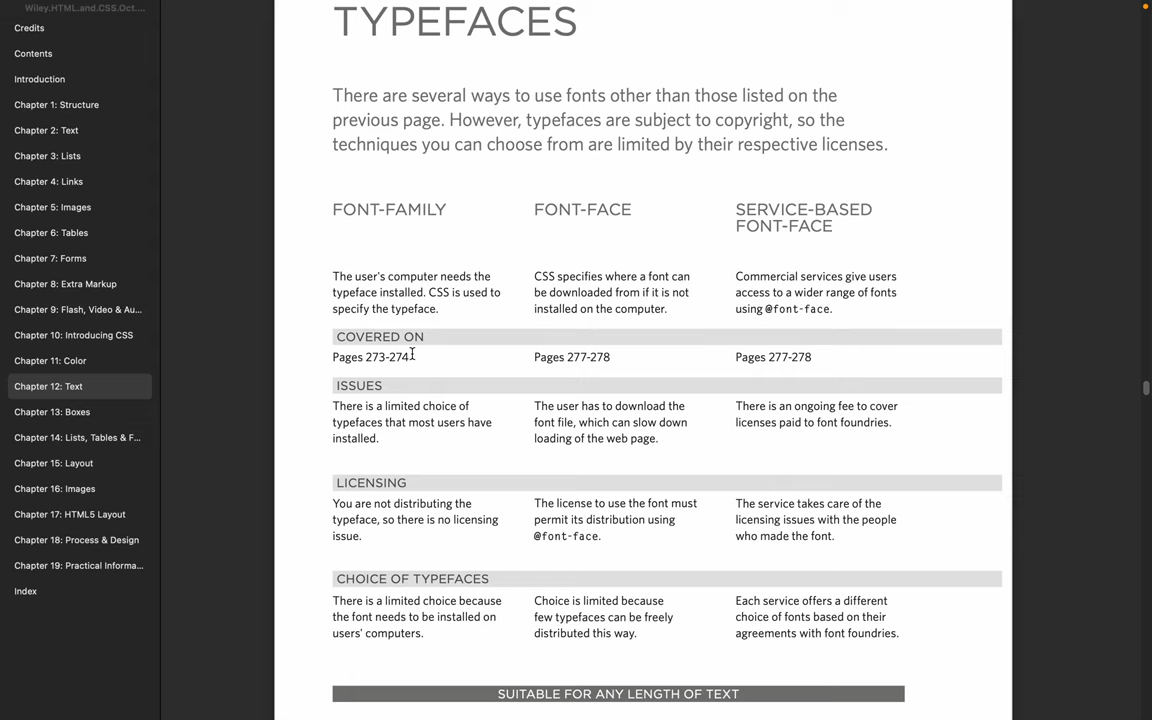 Wiley.HTML.and.CSS.Oct....
Credits
Contents
Introduction
Chapter 1: Structure
Chapter 2: Text
Chapter 3: Lists
Chapter 4: Links
Chapter 5: Images
Chapter 6: Tables
Chapter 7: Forms
Chapter 8: Extra Markup
Chapter 9: Flash, Video & Au...
Chapter 10: Introducing CSS
Chapter 11: Color
Chapter 12: Text
Chapter 13: Boxes
Chapter 14: Lists, Tables & F...
Chapter 15: Layout
Chapter 16: Images
Chapter 17: HTML5 Layout
Chapter 18: Process & Design
Chapter 19: Practical Informa...
Index
TYPEFACES
There are several ways to use fonts other than those listed on the
previous page. However, typefaces are subject to copyright, so the
techniques you can choose from are limited by their respective licenses.
FONT-FAMILY
The user's computer needs the
typeface installed. CSS is used to
specify the typeface.
FONT-FACE
CSS specifies where a font can
be downloaded from if it is not
installed on the computer.
SERVICE-BASED
FONT-FACE
Commercial services give users
access to a wider range of fonts
using @font-face.
COVERED ON
Pages 273-274
Pages 277-278
Pages 277-278
ISSUES
There is a limited choice of
typefaces that most users have
installed.
The user has to download the
font file, which can slow down
loading of the web page.
There is an ongoing fee to cover
licenses paid to font foundries.
LICENSING
You are not distributing the
typeface, so there is no licensing
issue.
The license to use the font must
permit its distribution using
@font-face.
The service takes care of the
licensing issues with the people
who made the font.
CHOICE OF TYPEFACES
There is a limited choice because
the font needs to be installed on
users' computers.
Choice is limited because
few typefaces can be freely
distributed this way.
Each service offers a different
choice of fonts based on their
agreements with font foundries.
SUITABLE FOR ANY LENGTH OF TEXT